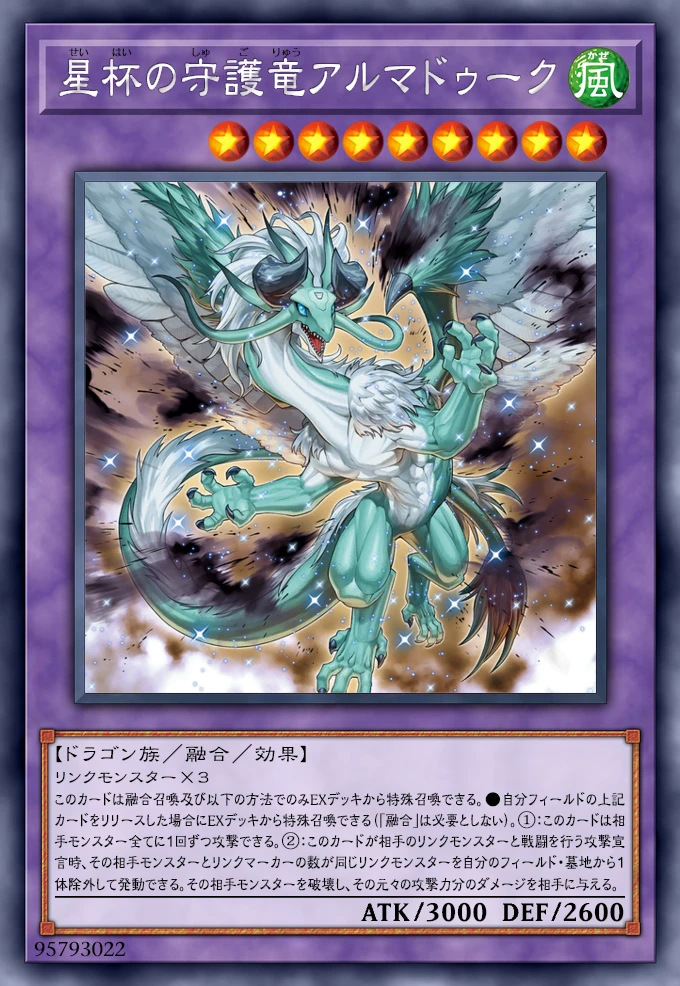 せい はい しゅ ご りゅう かぜ
星杯の守護竜アルマドゥーク 風
【ドラゴン族／融合／効果】
リンクモンスター×３
このカードは融合召喚及び以下の方法でのみEXデッキから特殊召喚できる。●自分フィールドの上記
カードをリリースした場合にEXデッキから特殊召喚できる(「融合」は必要としない)。①：このカードは相
手モンスター全てに1回ずつ攻撃できる。②：このカードが相手のリンクモンスターと戦闘を行う攻撃宣
言時、その相手モンスターとリンクマーカーの数が同じリンクモンスターを自分のフィールド・墓地から1
体除外して発動できる。その相手モンスターを破壊し、その元々の攻撃力分のダメージを相手に与える。
ATK/3000 DEF/2600
95793022